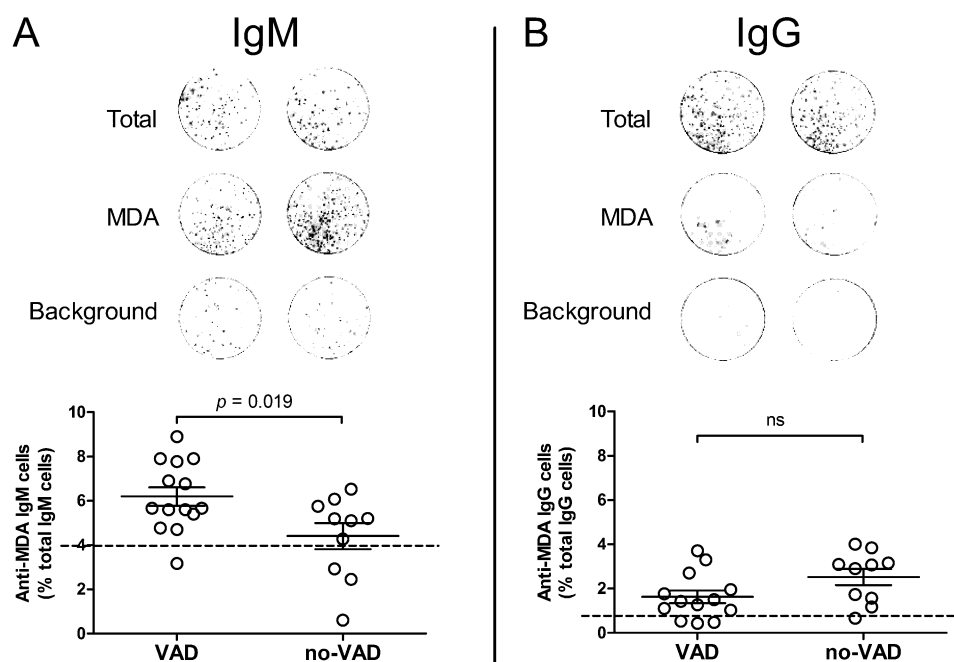 A
IgM
Total
MDA
Background
p = 0.019
Anti-MDA IgM cells
(% total IgM cells)
10
8
6
4
2
0
VAD
no-VAD
B
IgG
Total
MDA
Background
ns
Anti-MDA IgG cells
(% total IgG cells)
10
8
6
4
2
0
VAD
no-VAD